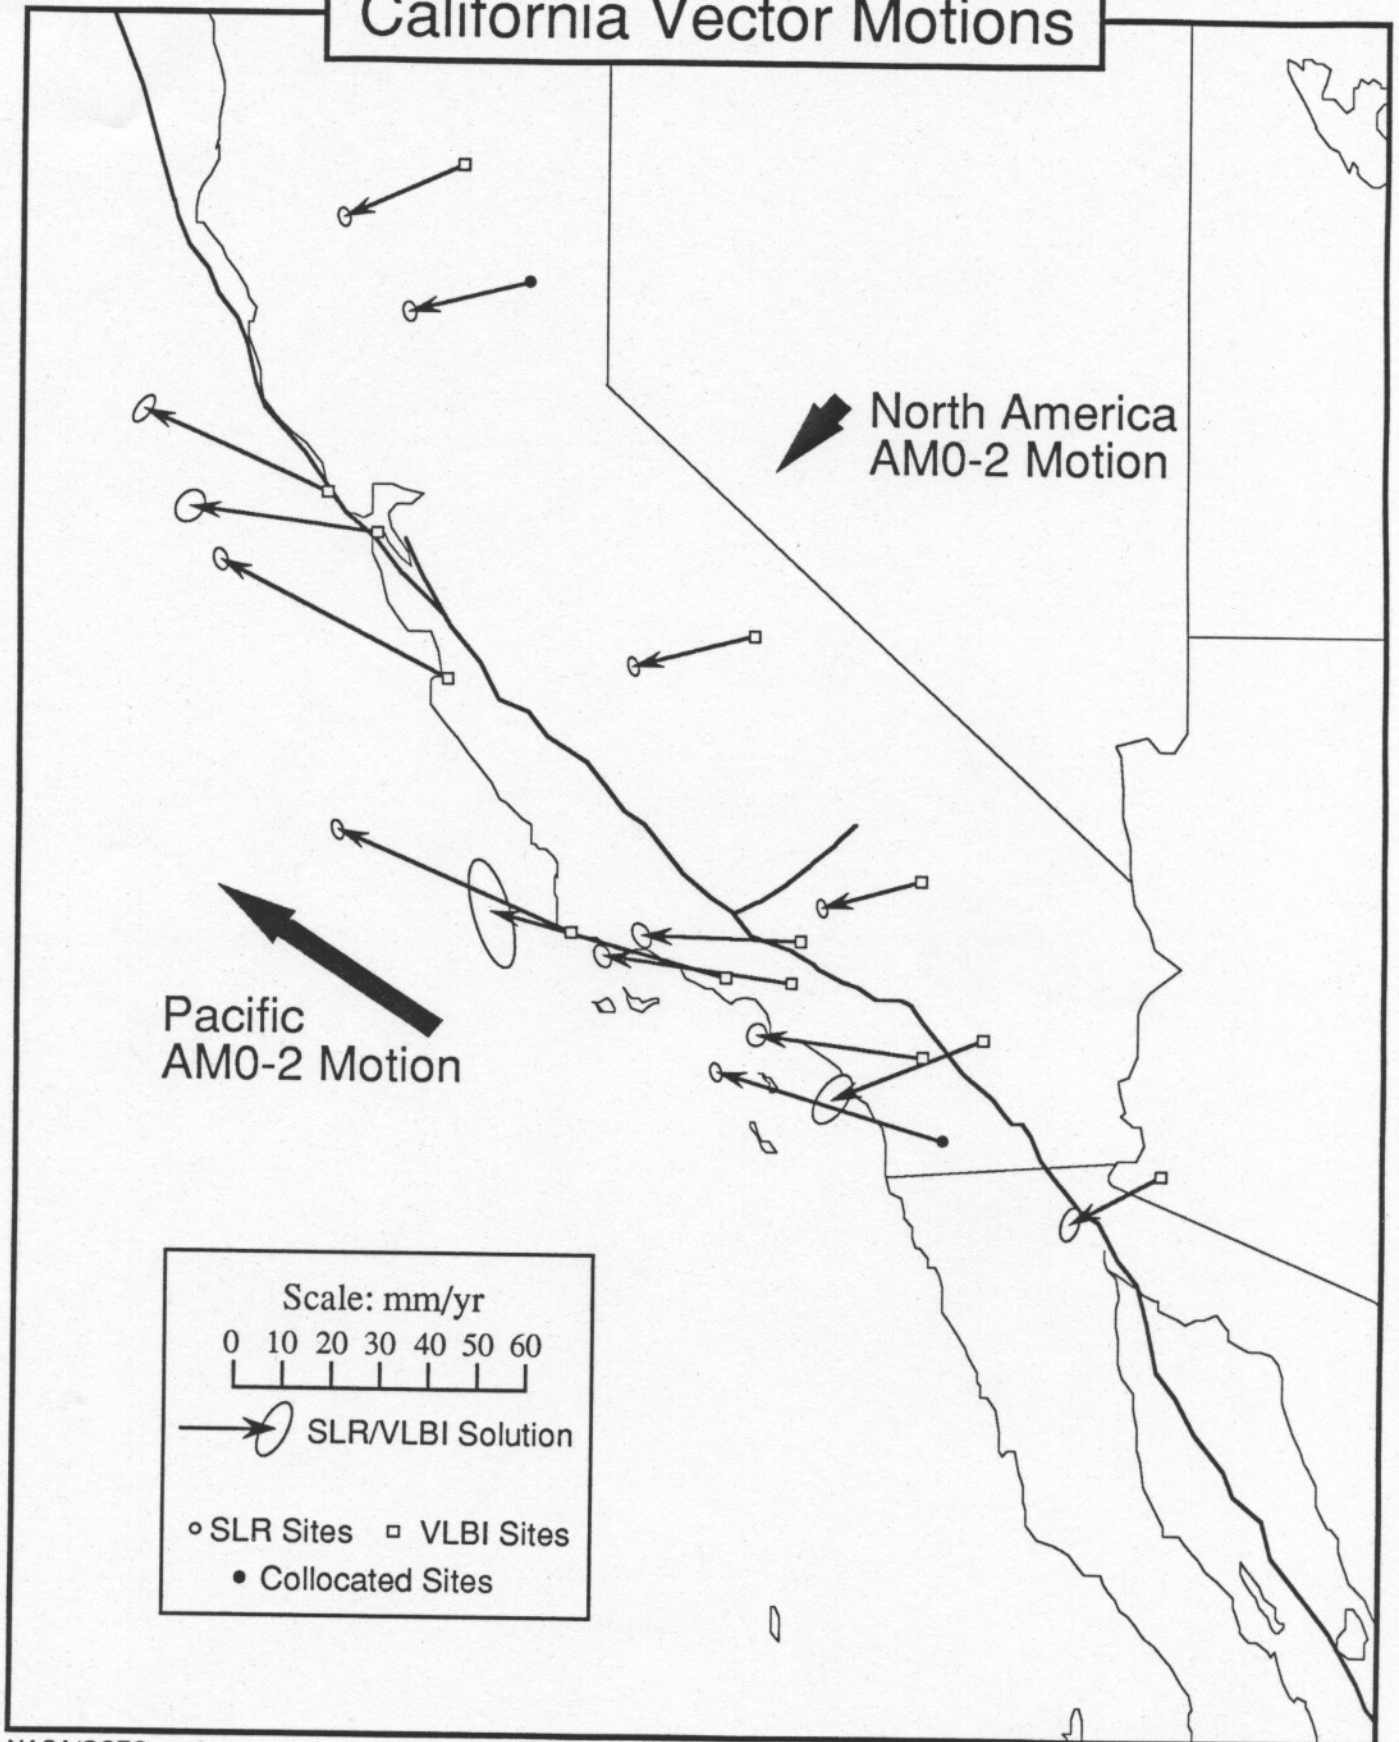 California Vector Motions
North America
AM0-2 Motion
Pacific
AM0-2 Motion
Scale: mm/yr
0 10 20 30 40 50 60
SLR/VLBI Solution
SLR Sites VLBI Sites
Collocated Sites